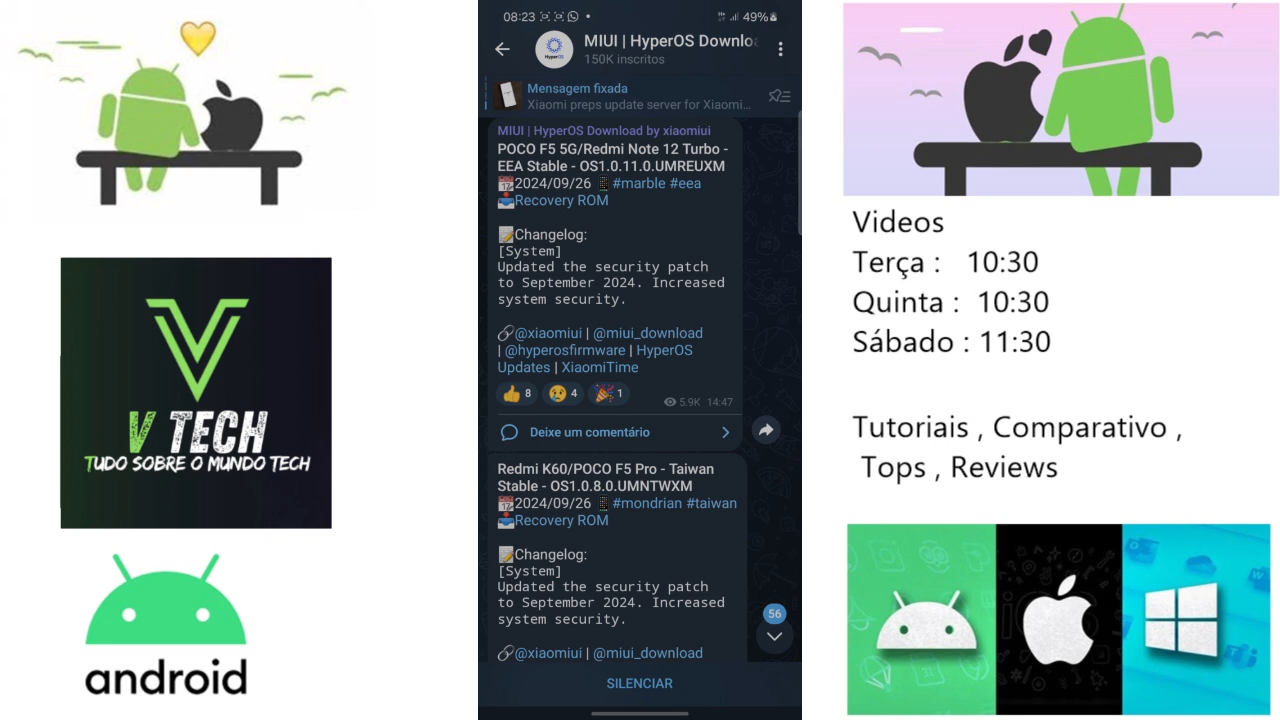 V TECH
TUDO SOBRE O MUNDO TECH
android
08:23
49%
MIUI | HyperOS Downlo
150K inscritos
HyperOS
Mensagem fixada
Xiaomi preps update server for Xiaomi...
MIUI | HyperOS Download by xiaomiui
POCO F5 5G/Redmi Note 12 Turbo -
EEA Stable - OS1.0.11.0.UMREUXM
📅2024/09/26 📱#marble #eea
📥Recovery ROM
📝Changelog:
[System]
Updated the security patch
to September 2024. Increased
system security.
🔗@xiaomiui | @miui_download
| @hyperosfirmware | HyperOS
Updates | XiaomiTime
👍 8 😢 4 🎉 1
5.9K 14:47
Deixe um comentário
Redmi K60/POCO F5 Pro - Taiwan
Stable - OS1.0.8.0.UMNTWXM
📅2024/09/26 📱#mondrian #taiwan
📥Recovery ROM
📝Changelog:
[System]
Updated the security patch
to September 2024. Increased
system security.
56
🔗@xiaomiui | @miui_download
SILENCIAR
Videos
Terça : 10:30
Quinta : 10:30
Sábado : 11:30
Tutoriais , Comparativo ,
Tops , Reviews